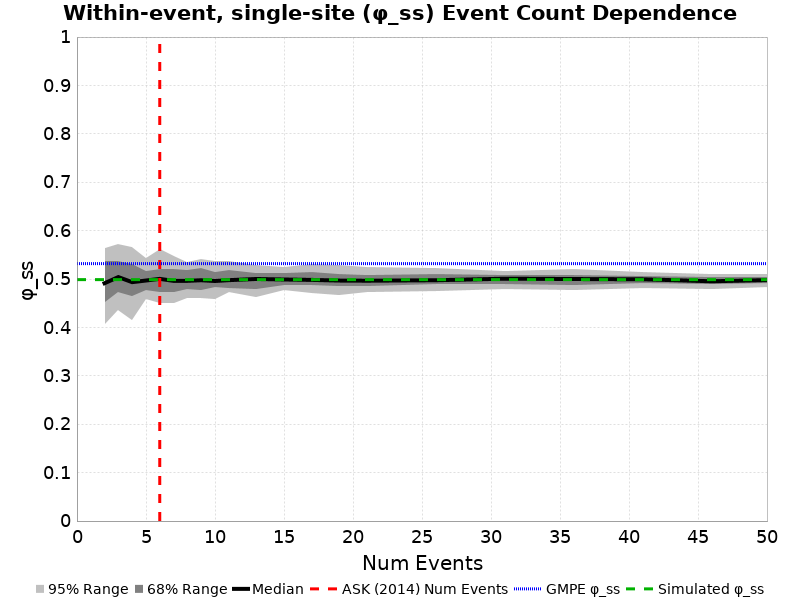 Within-event, single-site (φ_ss) Event Count Dependence
1
0.9
0.8
0.7
0.6
0.5
0.4
0.3
0.2
0.1
0
φ_ss
0 5 10 15 20 25 30 35 40 45 50
Num Events
95% Range 68% Range Median ASK (2014) Num Events GMPE φ_ss Simulated φ_ss